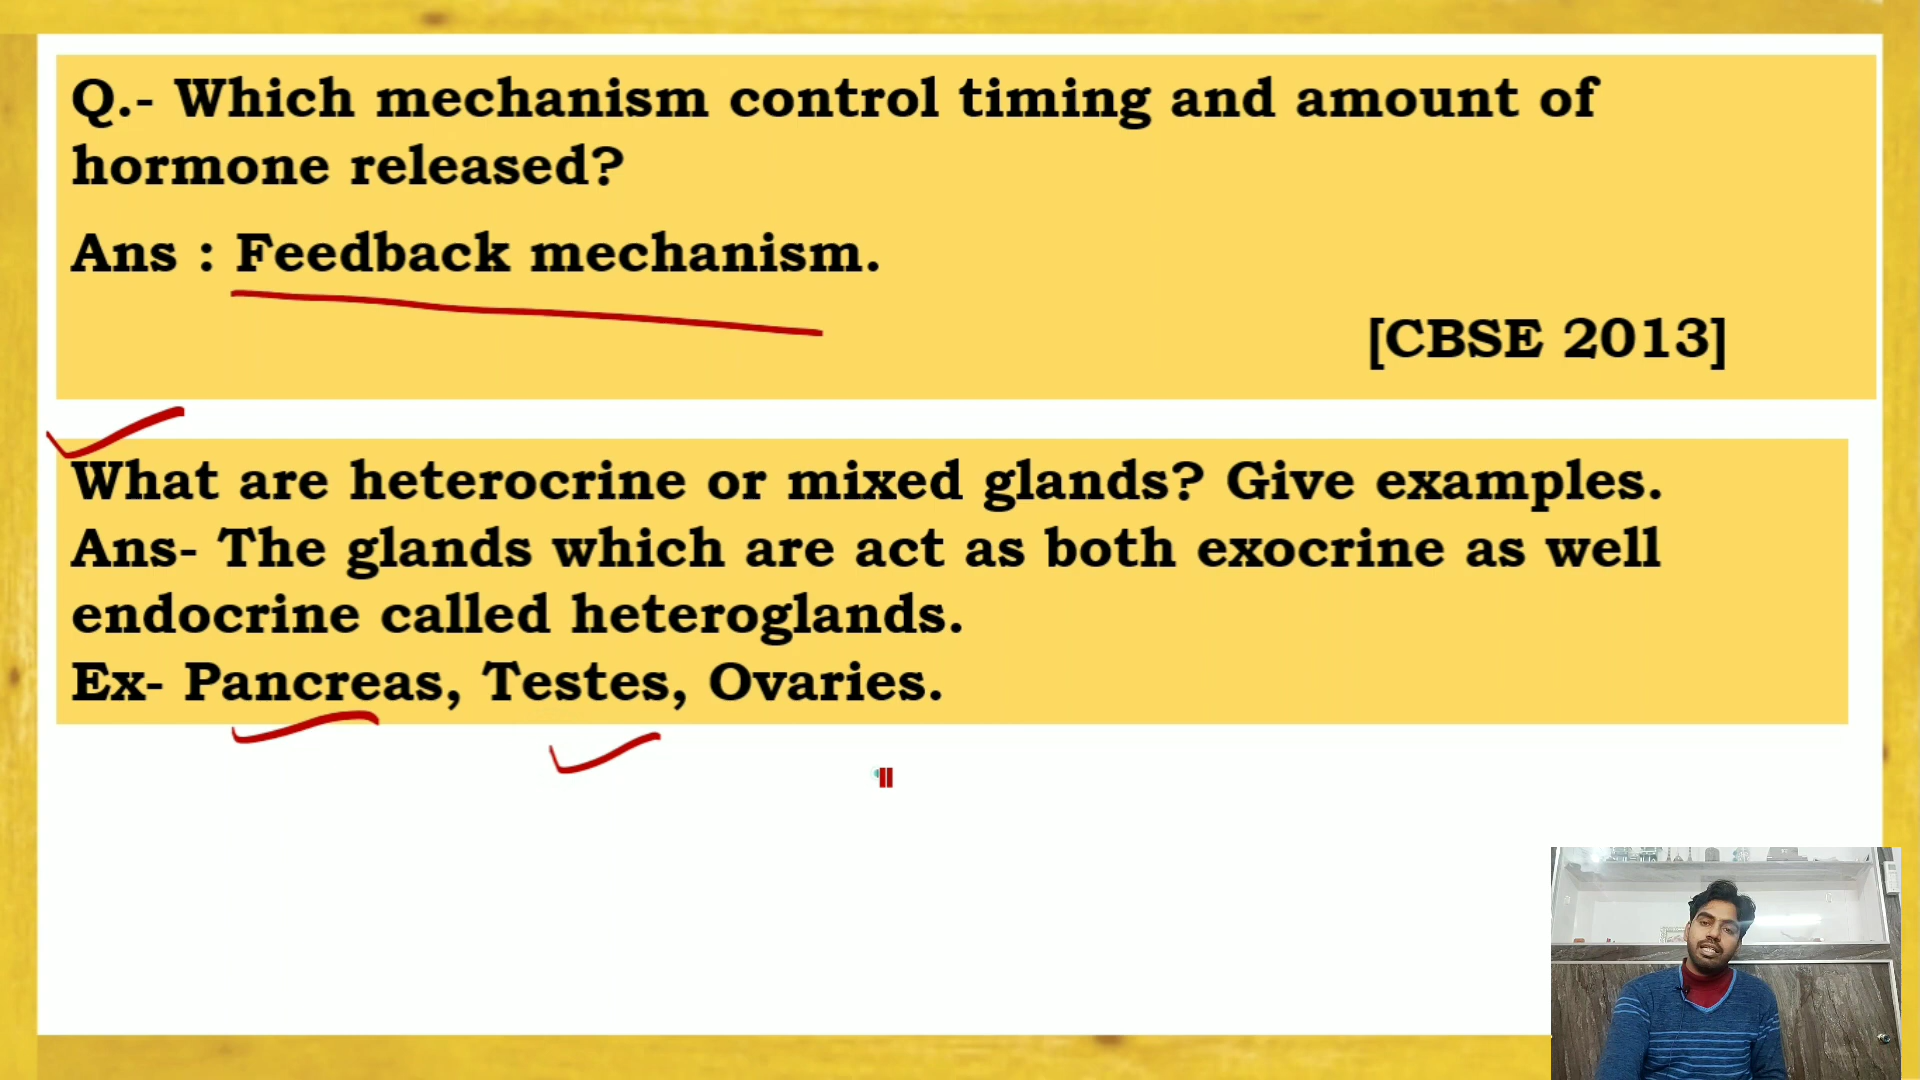 Q.- Which mechanism control timing and amount of
hormone released?
Ans : Feedback mechanism.
[CBSE 2013]
What are heterocrine or mixed glands? Give examples.
Ans- The glands which are act as both exocrine as well
endocrine called heteroglands.
Ex- Pancreas, Testes, Ovaries.